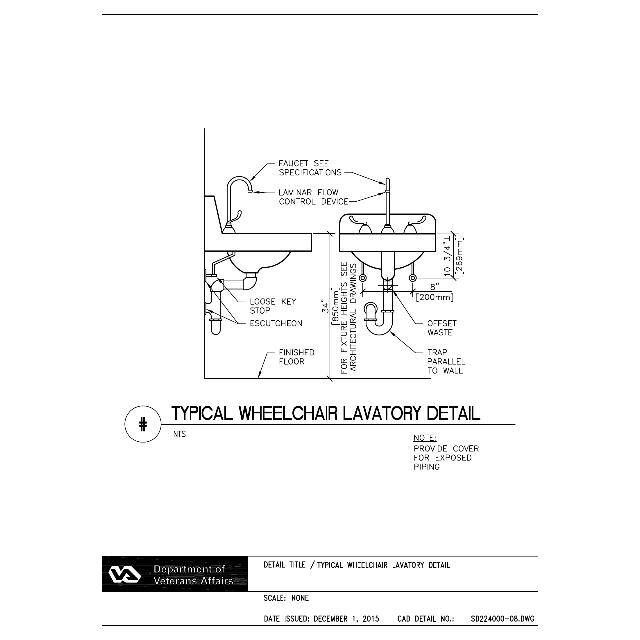 FAUCET SEE
SPECIFICATIONS
LAMINAR FLOW
CONTROL DEVICE
10 3/4"±
[269mm]
8"
[200mm]
34"
[850mm]
FOR FIXTURE HEIGHTS SEE
ARCHITECTURAL DRAWINGS
LOOSE KEY
STOP
ESCUTCHEON
OFFSET
WASTE
FINISHED
FLOOR
TRAP
PARALLEL
TO WALL
#
TYPICAL WHEELCHAIR LAVATORY DETAIL
NTS
NOTE:
PROVIDE COVER
FOR EXPOSED
PIPING
VA
Department of
Veterans Affairs
DETAIL TITLE / TYPICAL WHEELCHAIR LAVATORY DETAIL
SCALE: NONE
DATE ISSUED: DECEMBER 1, 2015 CAD DETAIL NO.: SD224000-08.DWG